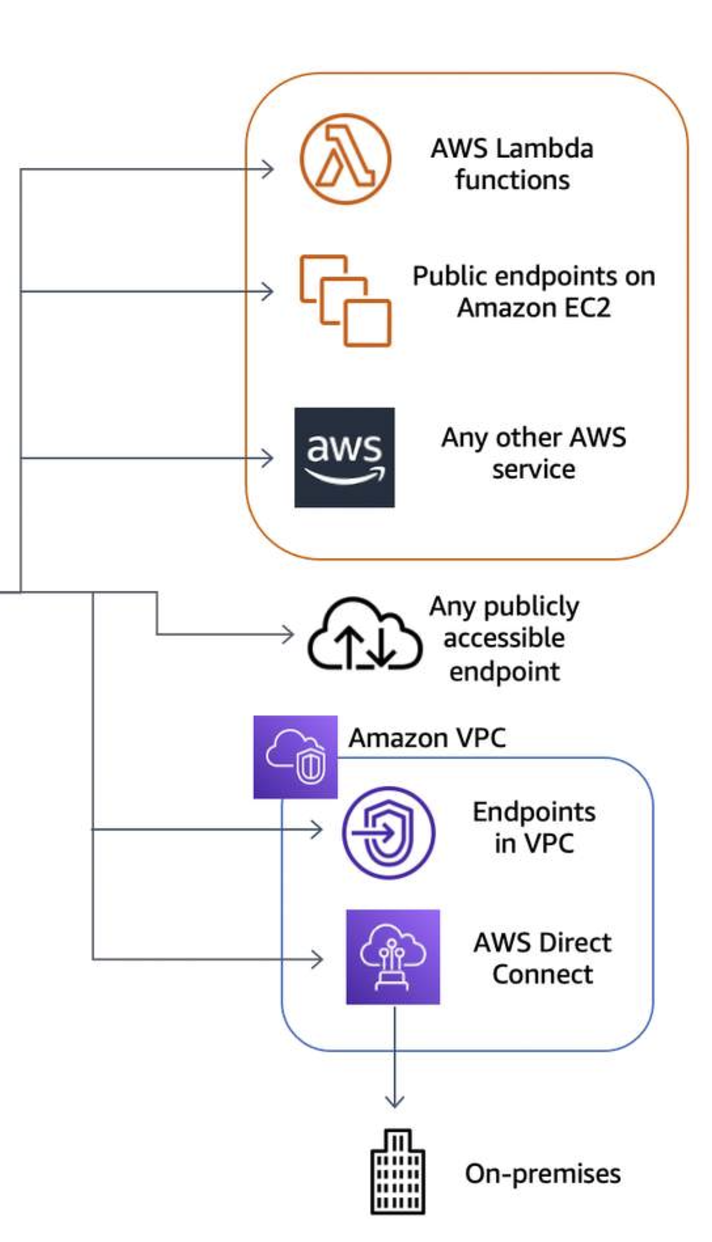 AWS Lambda
functions
Public endpoints on
Amazon EC2
aws
Any other AWS
service
Any publicly
accessible
endpoint
Amazon VPC
Endpoints
in VPC
AWS Direct
Connect
On-premises